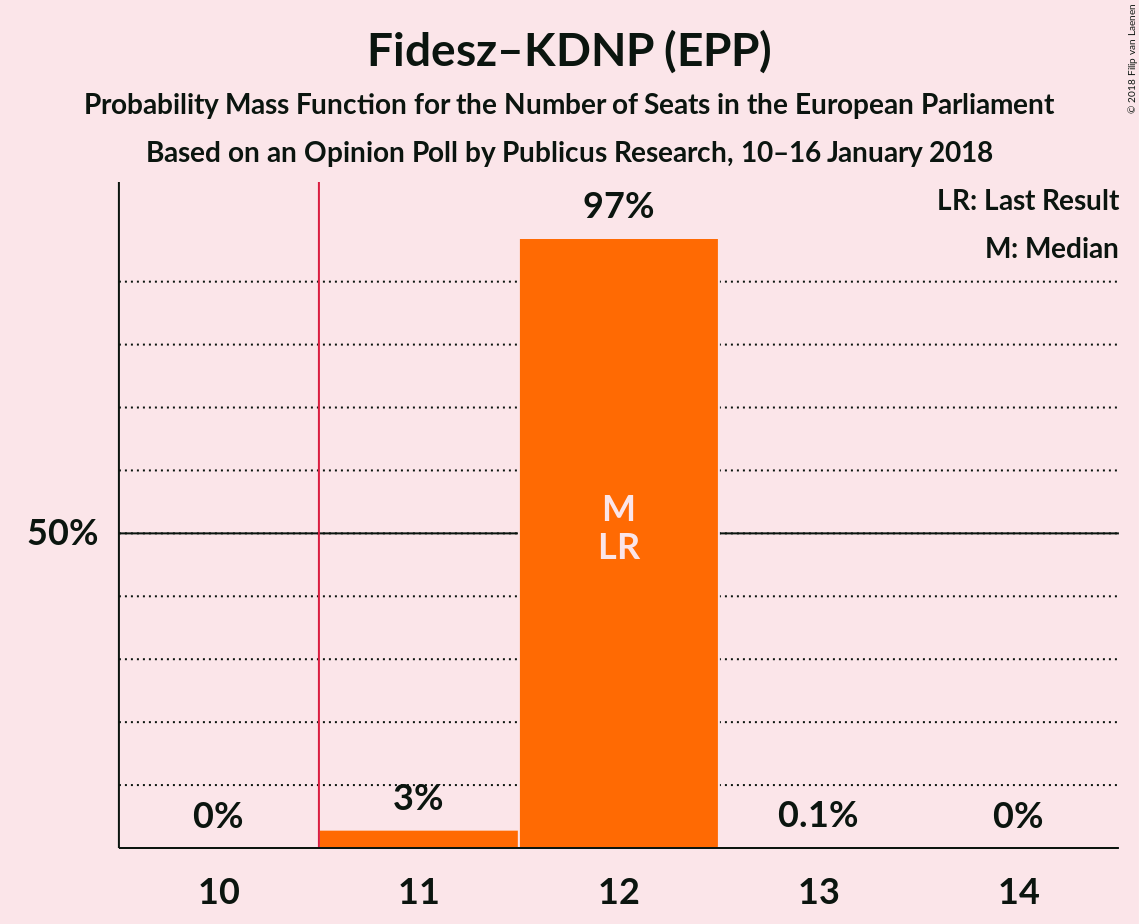 Fidesz–KDNP (EPP)
Probability Mass Function for the Number of Seats in the European Parliament
Based on an Opinion Poll by Publicus Research, 10–16 January 2018
© 2018 Filip van Laenen
LR: Last Result
M: Median
97%
M
LR
50%
0%
3%
0.1%
0%
10
11
12
13
14